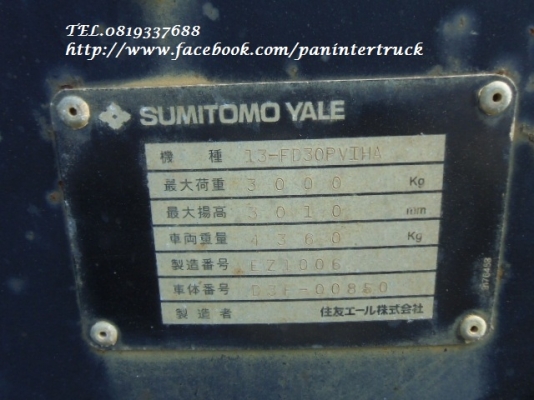 TEL.0819337688
http://www.facebook.com/panintertruck
SUMITOMO YALE
機種 13-FD30PVIHA
最大荷重 3000 Kg
最大揚高 3010 mm
車両重量 4360 Kg
製造番号
車体番号
製造者 住友エール株式会社